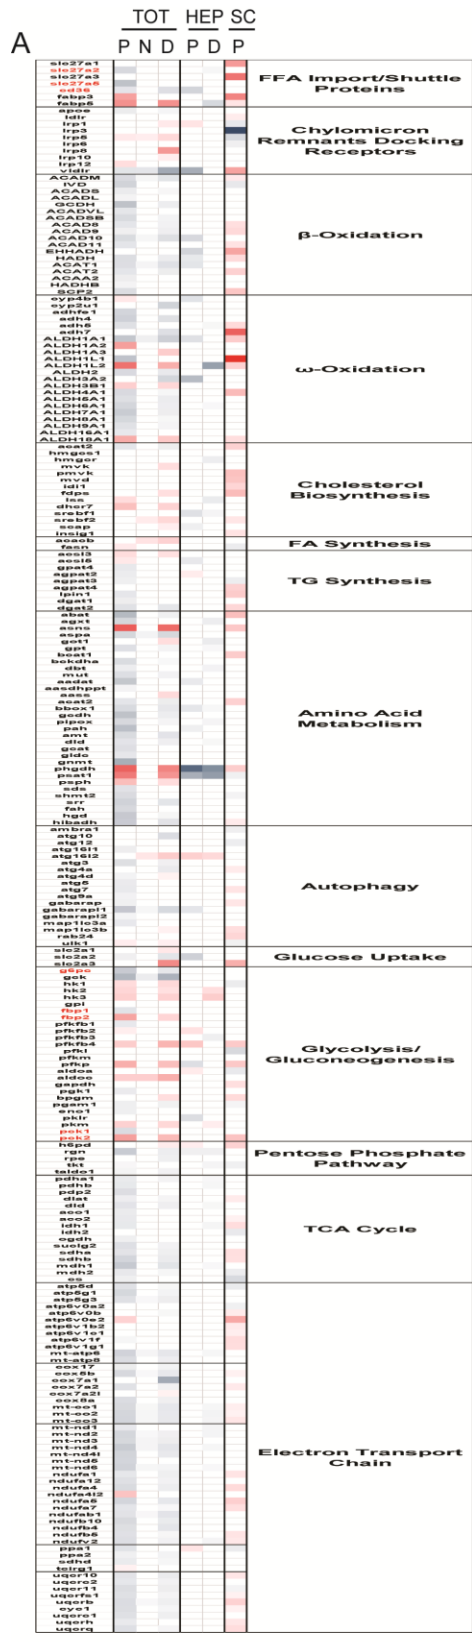 A
TOT HEP SC
P N D P D P
slc27a1
slc27a2
slc27a3
slc27a5
cd36
fabp3
fabp5
FFA Import/Shuttle
Proteins
apoe
ldlr
lrp1
lrp3
lrp5
lrp6
lrp8
lrp10
lrp12
vldlr
Chylomicron
Remnants Docking
Receptors
ACADM
IVD
ACADS
ACADL
GCDH
ACADVL
ACADSB
ACAD8
ACAD9
ACAD10
ACAD11
EHHADH
HADH
ACAT1
ACAT2
ACAA2
HADHB
SCP2
β-Oxidation
cyp4b1
cyp2u1
adhfe1
adh4
adh5
adh7
ALDH1A1
ALDH1A2
ALDH1A3
ALDH1L1
ALDH1L2
ALDH2
ALDH3A2
ALDH3B1
ALDH4A1
ALDH5A1
ALDH6A1
ALDH7A1
ALDH8A1
ALDH9A1
ALDH16A1
ALDH18A1
ω-Oxidation
acat2
hmgcs1
hmgcr
mvk
pmvk
mvd
idi1
fdps
lss
dhcr7
srebf1
srebf2
scap
insig1
Cholesterol
Biosynthesis
acacb
fasn
FA Synthesis
acsl3
acsl5
gpat4
agpat2
agpat3
agpat4
lpin1
dgat1
dgat2
TG Synthesis
abat
agxt
asns
aspa
got1
gpt
bcat1
bckdha
dbt
mut
aadat
aasdhppt
aass
acat2
bbox1
gcdh
pipox
pah
amt
dld
gcat
gldc
gnmt
phgdh
psat1
psph
sds
shmt2
srr
fah
hgd
hibadh
Amino Acid
Metabolism
ambra1
atg10
atg12
atg16l1
atg16l2
atg3
atg4a
atg4d
atg5
atg7
atg9a
gabarap
gabarapl1
gabarapl2
map1lc3a
map1lc3b
rab24
ulk1
Autophagy
slc2a1
slc2a2
slc2a3
Glucose Uptake
g6pc
gck
hk1
hk2
hk3
gpi
fbp1
fbp2
pfkfb1
pfkfb2
pfkfb3
pfkfb4
pfkl
pfkm
pfkp
aldoa
aldoc
gapdh
pgk1
bpgm
pgam1
eno1
pklr
pkm
pck1
pck2
Glycolysis/
Gluconeogenesis
h6pd
rgn
rpe
tkt
taldo1
Pentose Phosphate
Pathway
pdha1
pdhb
pdp2
dlat
dld
aco1
aco2
idh1
idh2
ogdh
suclg2
sdha
sdhb
mdh1
mdh2
cs
TCA Cycle
atp5d
atp5g1
atp5g3
atp6v0a2
atp6v0b
atp6v0e2
atp6v1b2
atp6v1c1
atp6v1f
atp6v1g1
mt-atp6
mt-atp8
cox17
cox5b
cox7a1
cox7a2
cox7a2l
cox8a
mt-co1
mt-co2
mt-co3
mt-nd1
mt-nd2
mt-nd3
mt-nd4
mt-nd4l
mt-nd5
mt-nd6
ndufa1
ndufa12
ndufa4
ndufa4l2
ndufa5
ndufa7
ndufab1
ndufb10
ndufb4
ndufb5
ndufv2
ppa1
ppa2
sdhd
tcirg1
uqcr10
uqcrc2
uqcr11
uqcrfs1
uqcrb
cyc1
uqcrc1
uqcrh
uqcrq
Electron Transport
Chain